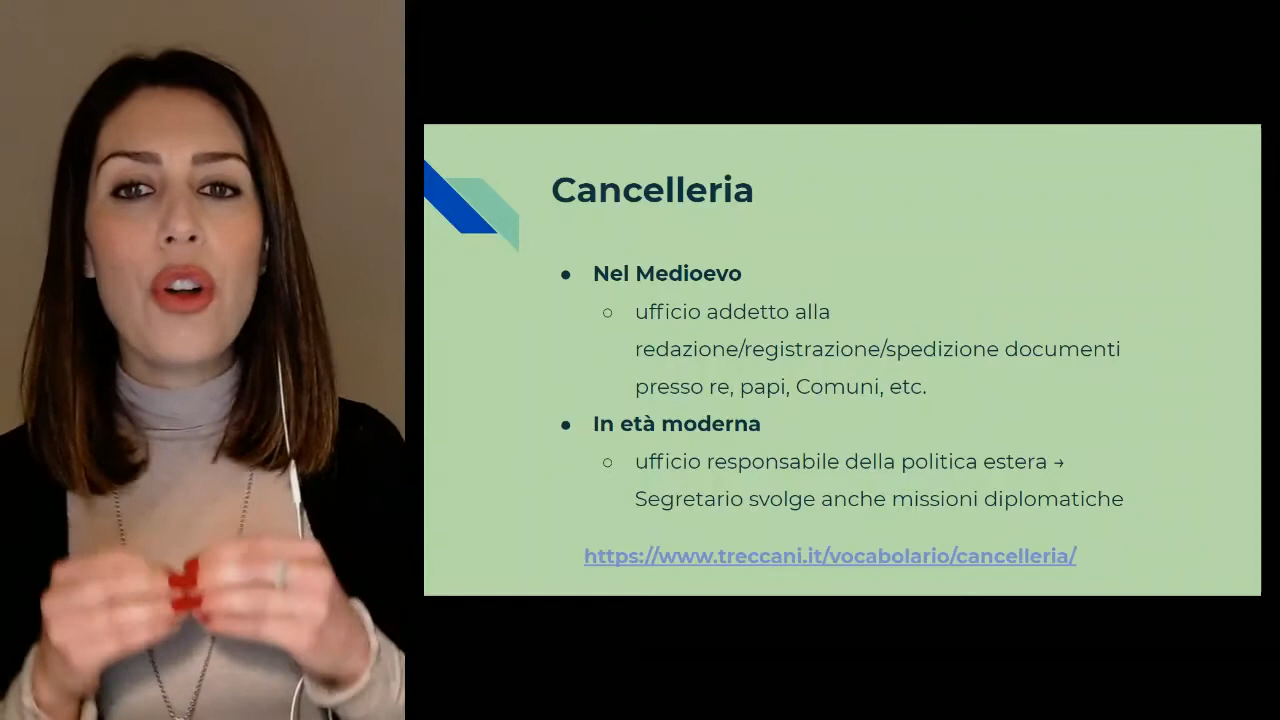 Cancelleria
● Nel Medioevo
○ ufficio addetto alla
redazione/registrazione/spedizione documenti
presso re, papi, Comuni, etc.
● In età moderna
○ ufficio responsabile della politica estera →
Segretario svolge anche missioni diplomatiche
https://www.treccani.it/vocabolario/cancelleria/